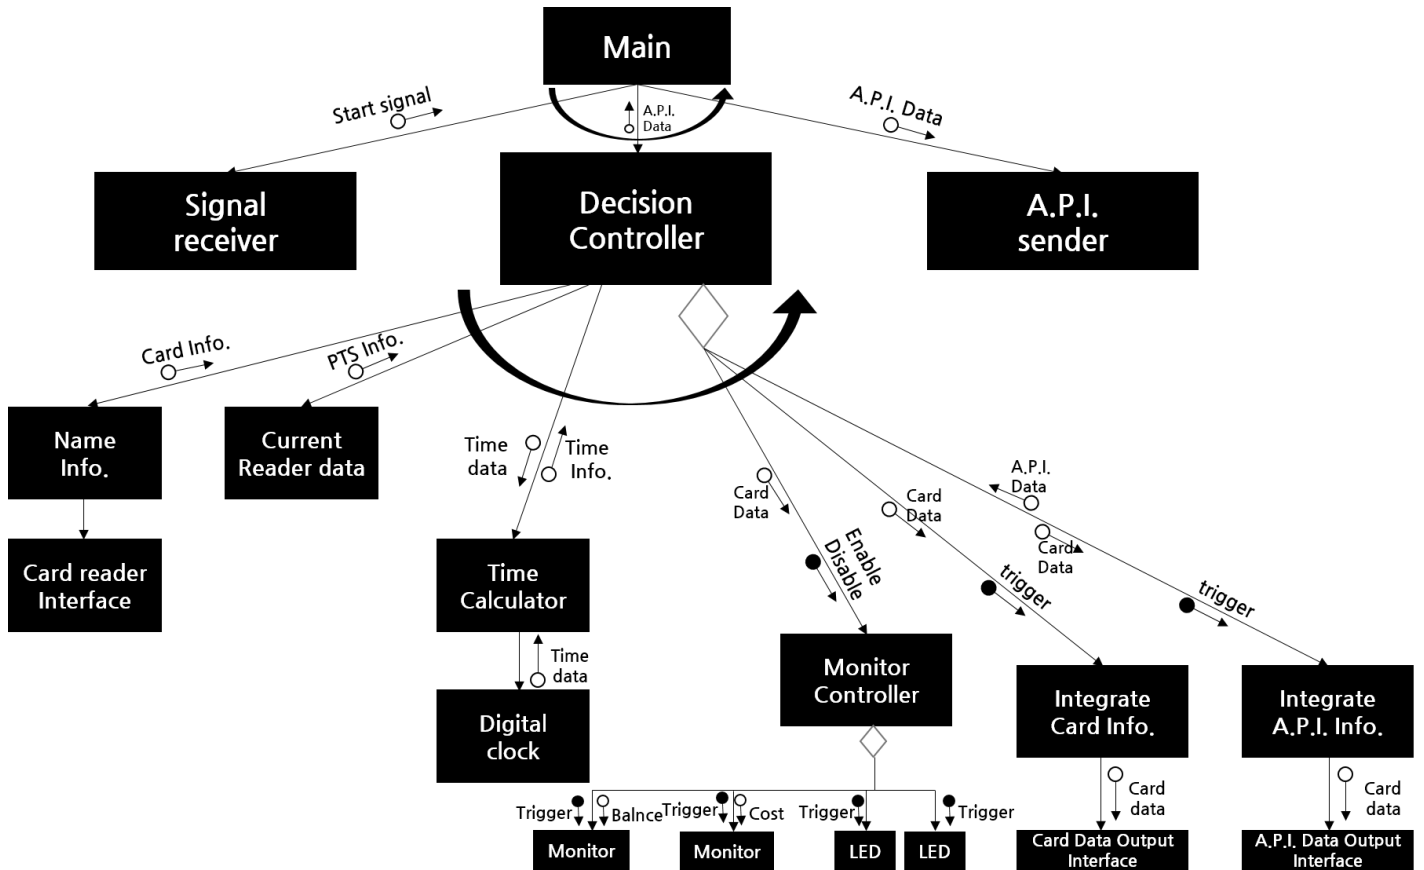 Main
Start signal
A.P.I.
Data
A.P.I. Data
Signal
receiver
Decision
Controller
A.P.I.
sender
Card Info.
PTS Info.
Name
Info.
Current
Reader data
Time
data
Time
Info.
Card
Data
Card
Data
A.P.I.
Data
Card
Data
Enable
Disable
trigger
trigger
Card reader
Interface
Time
Calculator
Time
data
Digital
clock
Monitor
Controller
Integrate
Card Info.
Integrate
A.P.I. Info.
Trigger
Balnce
Trigger
Cost
Trigger
Trigger
Card
data
Card
data
Monitor
Monitor
LED
LED
Card Data Output
Interface
A.P.I. Data Output
Interface